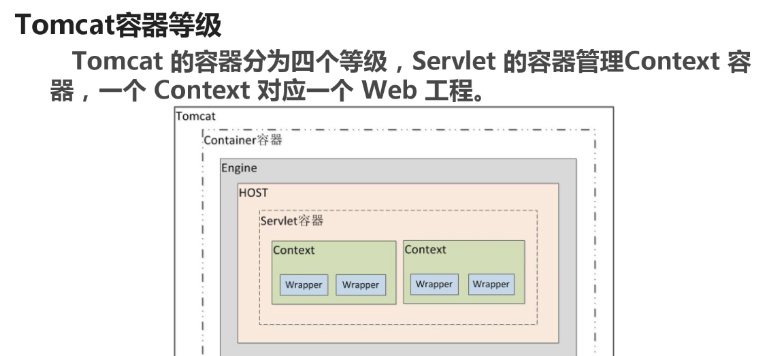 Tomcat容器等级
Tomcat 的容器分为四个等级，Servlet 的容器管理Context 容
器，一个 Context 对应一个 Web 工程。
Tomcat
Container容器
Engine
HOST
Servlet容器
Context Context
Wrapper Wrapper Wrapper Wrapper